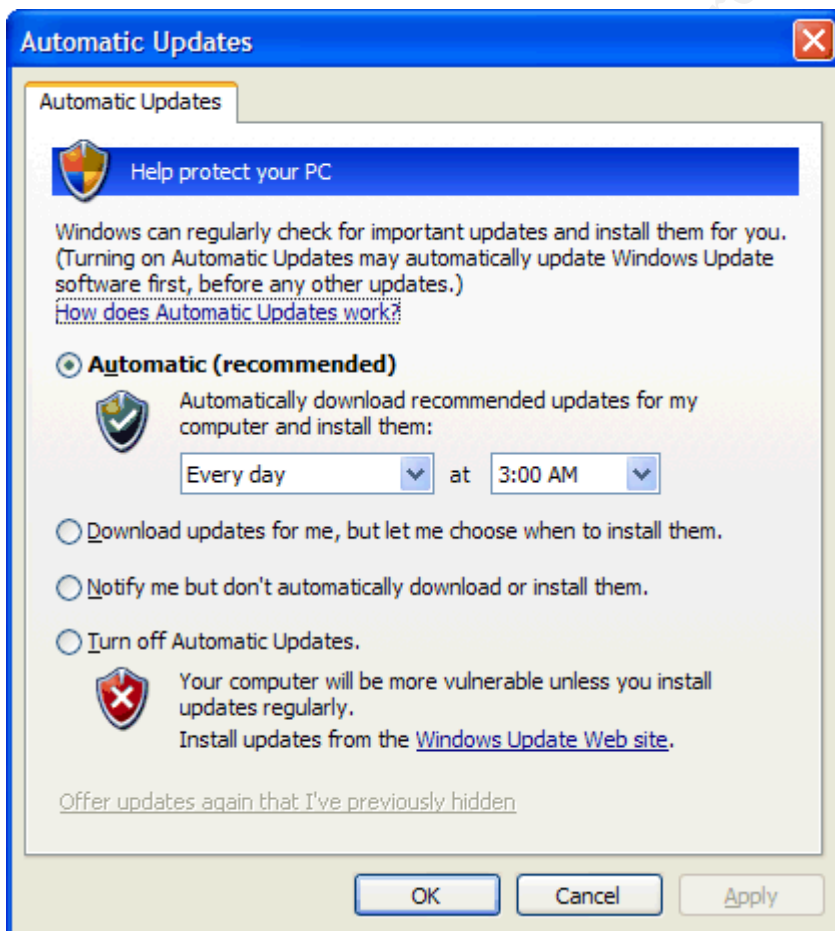 Automatic Updates
Automatic Updates
Help protect your PC
Windows can regularly check for important updates and install them for you.
(Turning on Automatic Updates may automatically update Windows Update
software first, before any other updates.)
How does Automatic Updates work?
Automatic (recommended)
Automatically download recommended updates for my
computer and install them:
Every day at 3:00 AM
Download updates for me, but let me choose when to install them.
Notify me but don't automatically download or install them.
Turn off Automatic Updates.
Your computer will be more vulnerable unless you install
updates regularly.
Install updates from the Windows Update Web site.
Offer updates again that I've previously hidden
OK Cancel Apply